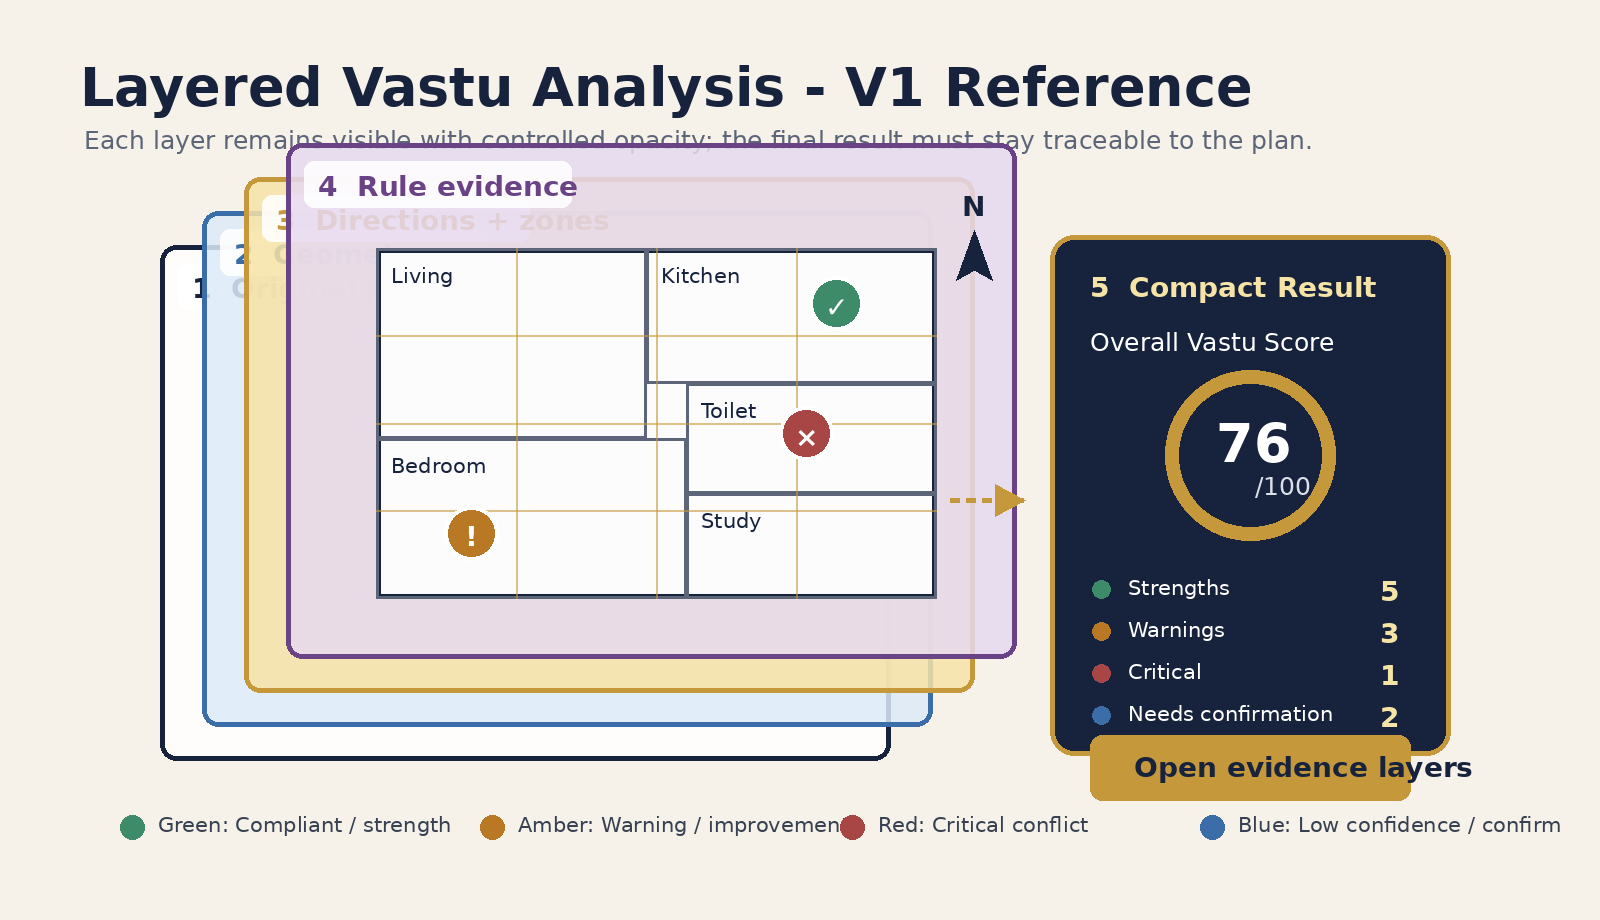 Layered Vastu Analysis - V1 Reference
Each layer remains visible with controlled opacity; the final result must stay traceable to the plan.
4 Rule evidence
3 Directions + zones
2
1
N
Living
Kitchen
✓
Toilet
×
Bedroom
!
Study
5 Compact Result
Overall Vastu Score
76
/100
Strengths 5
Warnings 3
Critical 1
Needs confirmation 2
Open evidence layers
Green: Compliant / strength
Amber: Warning / improvemen
Red: Critical conflict
Blue: Low confidence / confirm